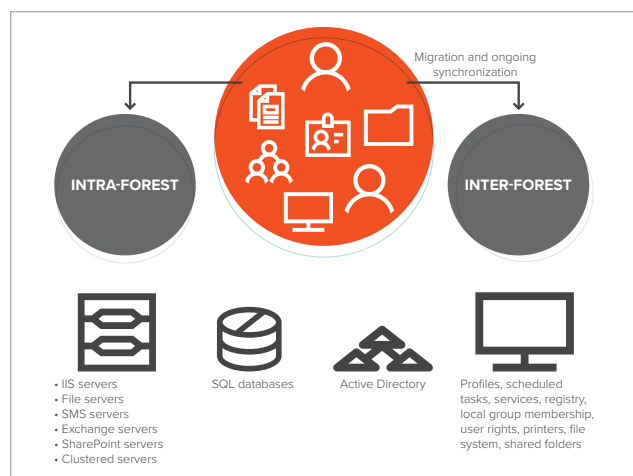 Migration and ongoing
synchronization
INTRA-FOREST
INTER-FOREST
• IIS servers
• File servers
• SMS servers
• Exchange servers
• SharePoint servers
• Clustered servers
SQL databases
Active Directory
Profiles, scheduled
tasks, services, registry,
local group membership,
user rights, printers, file
system, shared folders